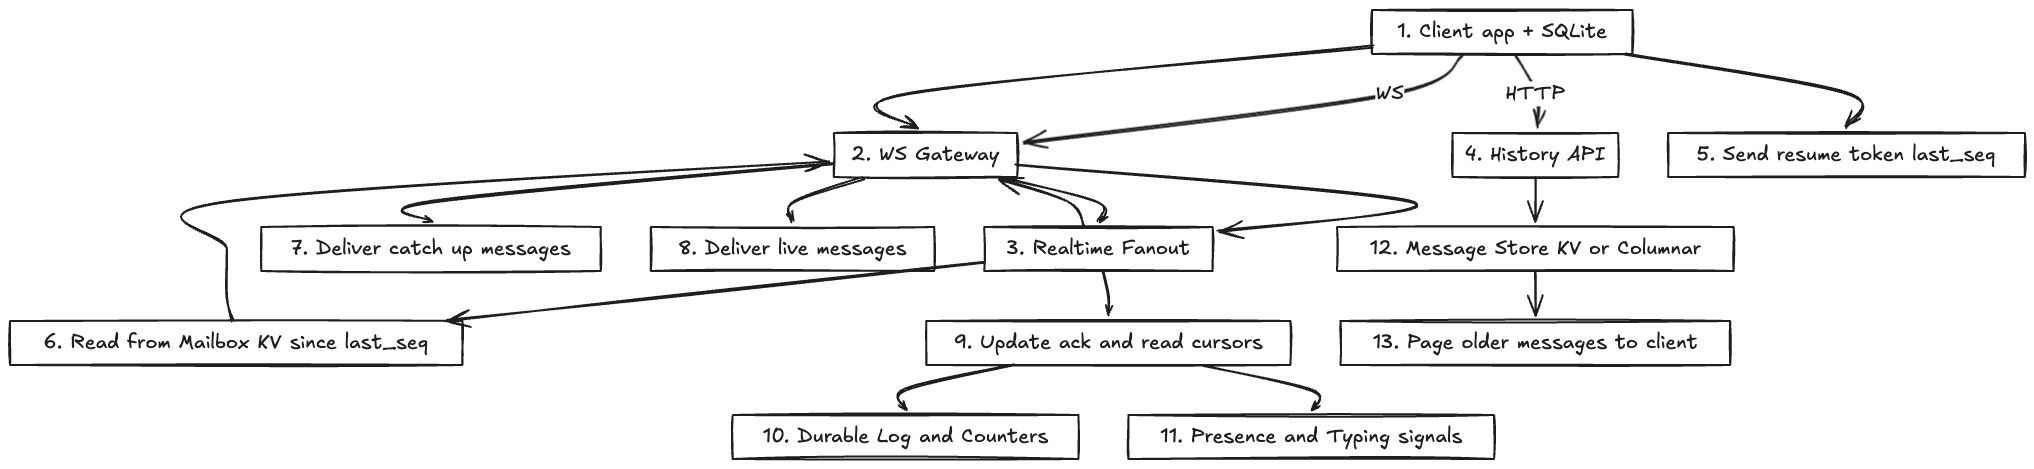 1. Client app + SQLite
WS
HTTP
2. WS Gateway
4. History API
5. Send resume token last_seq
7. Deliver catch up messages
8. Deliver live messages
3. Realtime Fanout
12. Message Store KV or Columnar
6. Read from Mailbox KV since last_seq
9. Update ack and read cursors
13. Page older messages to client
10. Durable Log and Counters
11. Presence and Typing signals